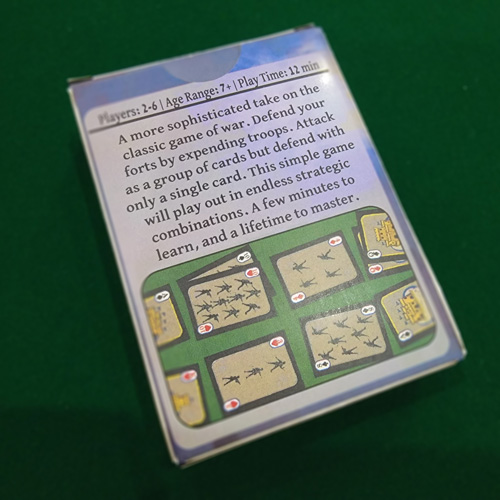 Players: 2-6 | Age Range: 7+ | Play Time: 12 min
A more sophisticated take on the
classic game of war. Defend your
forts by expending troops. Attack
as a group of cards but defend with
only a single card. This simple game
will play out in endless strategic
combinations. A few minutes to
learn, and a lifetime to master.